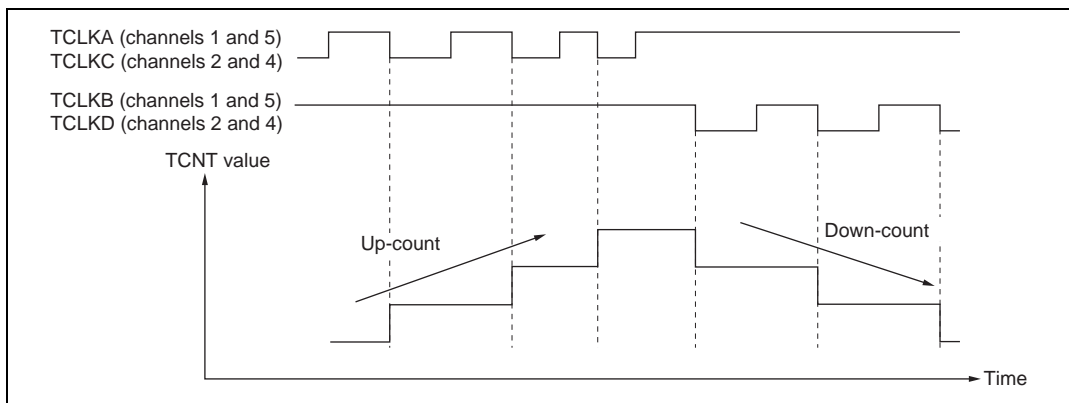 TCLKA (channels 1 and 5)
TCLKC (channels 2 and 4)
TCLKB (channels 1 and 5)
TCLKD (channels 2 and 4)
TCNT value
Up-count
Down-count
Time